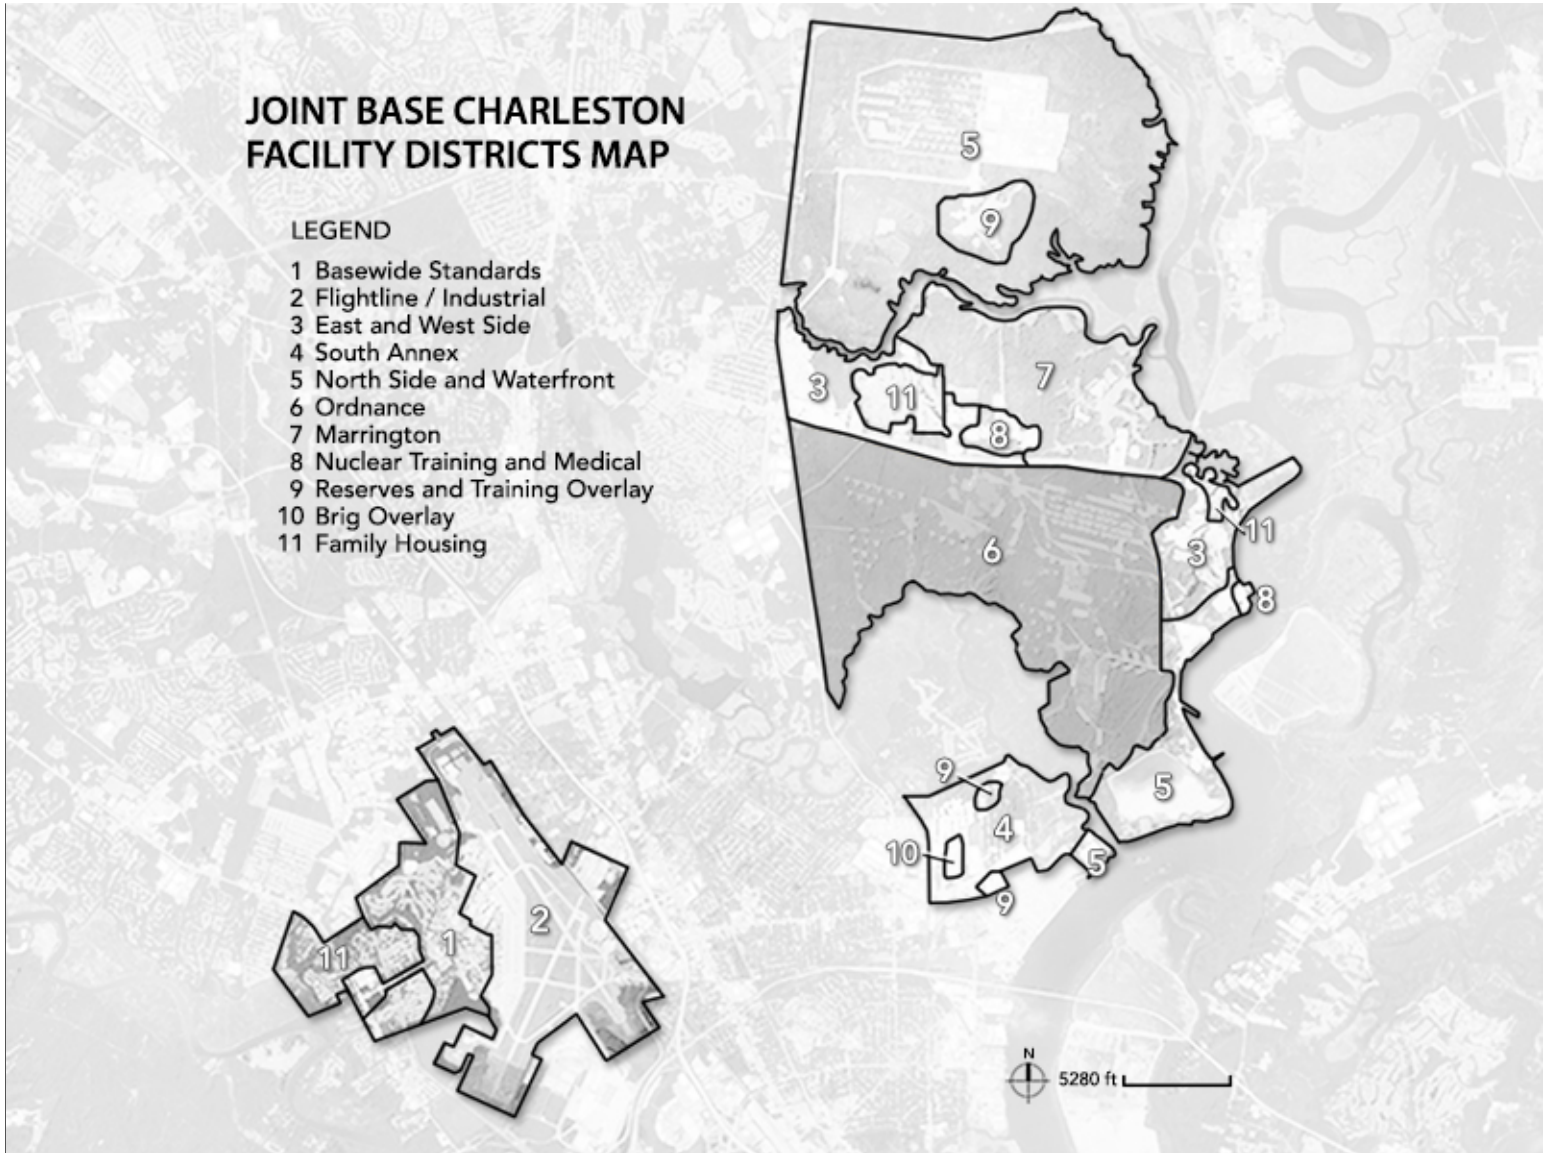 JOINT BASE CHARLESTON
FACILITY DISTRICTS MAP
LEGEND
1 Basewide Standards
2 Flightline / Industrial
3 East and West Side
4 South Annex
5 North Side and Waterfront
6 Ordnance
7 Marrington
8 Nuclear Training and Medical
9 Reserves and Training Overlay
10 Brig Overlay
11 Family Housing
5
9
7
3
11
8
6
11
3
8
9
5
4
10
5
9
2
1
11
N
5280 ft